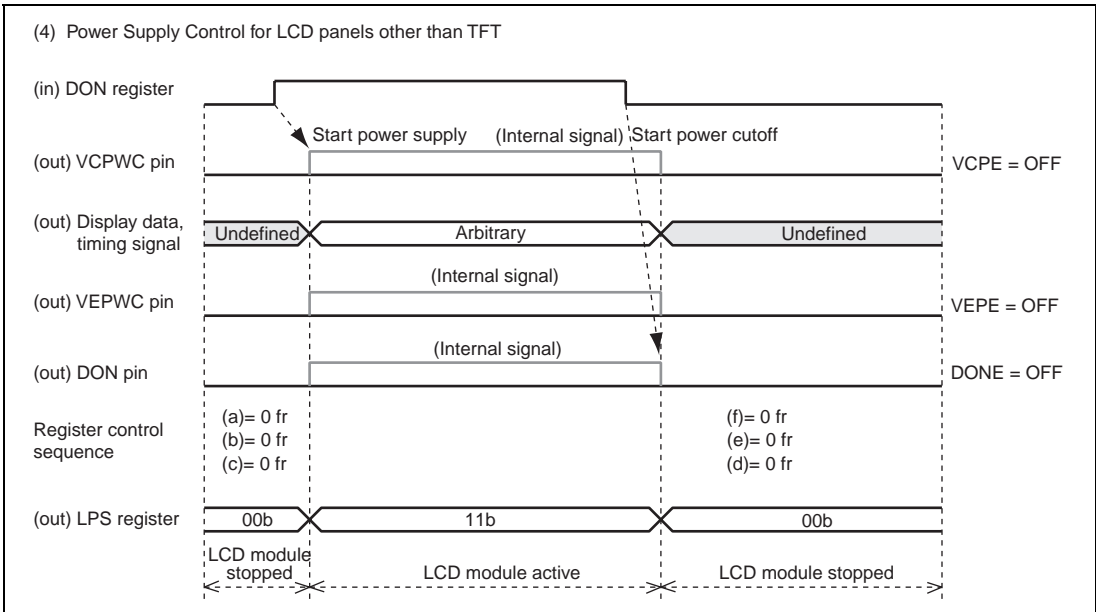 (4) Power Supply Control for LCD panels other than TFT
(in) DON register
Start power supply (Internal signal) Start power cutoff
(out) VCPWC pin VCPE = OFF
(out) Display data,
timing signal
Undefined Arbitrary Undefined
(Internal signal)
(out) VEPWC pin VEPE = OFF
(Internal signal)
(out) DON pin DONE = OFF
Register control
sequence
(a)= 0 fr (f)= 0 fr
(b)= 0 fr (e)= 0 fr
(c)= 0 fr (d)= 0 fr
(out) LPS register 00b 11b 00b
LCD module
stopped
LCD module active LCD module stopped